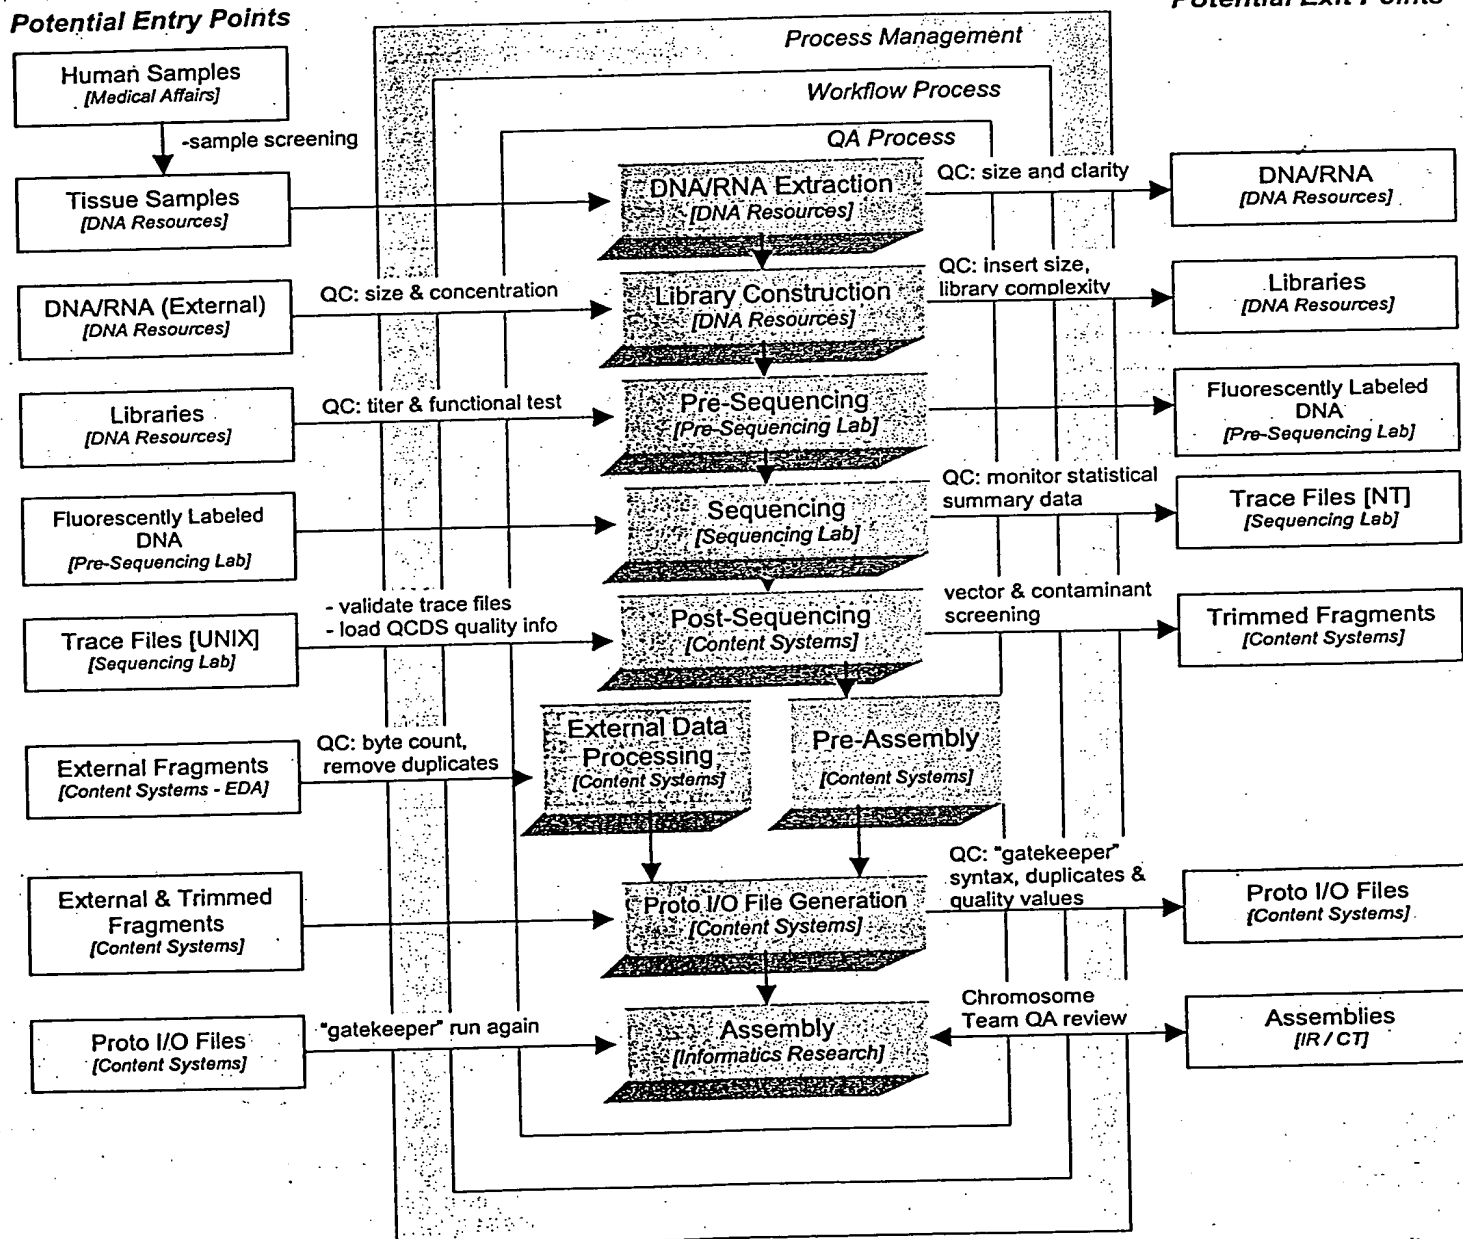 Potential Entry Points
Potential Exit Points
Process Management
Human Samples
[Medical Affairs]
Workflow Process
-sample screening
QA Process
Tissue Samples
[DNA Resources]
DNA/RNA Extraction
[DNA Resources]
QC: size and clarity
DNA/RNA
[DNA Resources]
DNA/RNA (External)
[DNA Resources]
QC: size & concentration
Library Construction
[DNA Resources]
QC: insert size,
library complexity
Libraries
[DNA Resources]
Libraries
[DNA Resources]
QC: titer & functional test
Pre-Sequencing
[Pre-Sequencing Lab]
Fluorescently Labeled
DNA
[Pre-Sequencing Lab]
Fluorescently Labeled
DNA
[Pre-Sequencing Lab]
Sequencing
[Sequencing Lab]
QC: monitor statistical
summary data
Trace Files [NT]
[Sequencing Lab]
Trace Files [UNIX]
[Sequencing Lab]
- validate trace files
- load QCDS quality info
Post-Sequencing
[Content Systems]
vector & contaminant
screening
Trimmed Fragments
[Content Systems]
External Fragments
[Content Systems - EDA]
QC: byte count,
remove duplicates
External Data
Processing
[Content Systems]
Pre-Assembly
[Content Systems]
External & Trimmed
Fragments
[Content Systems]
Proto I/O File Generation
[Content Systems]
QC: "gatekeeper"
syntax, duplicates &
quality values
Proto I/O Files
[Content Systems]
Proto I/O Files
[Content Systems]
"gatekeeper" run again
Assembly
[Informatics Research]
Chromosome
Team QA review
Assemblies
[IR / CT]